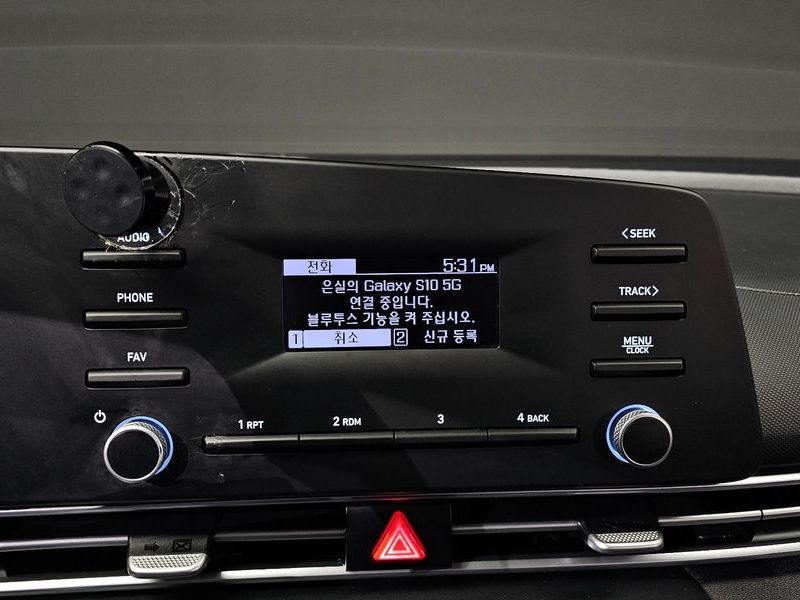 AUDIO
<SEEK
전화 5:31 PM
은실의 Galaxy S10 5G
연결 중입니다.
블루투스 기능을 켜 주십시오.
1 취소 2 신규 등록
PHONE
TRACK>
FAV
MENU
CLOCK
1 RPT 2 RDM 3 4 BACK